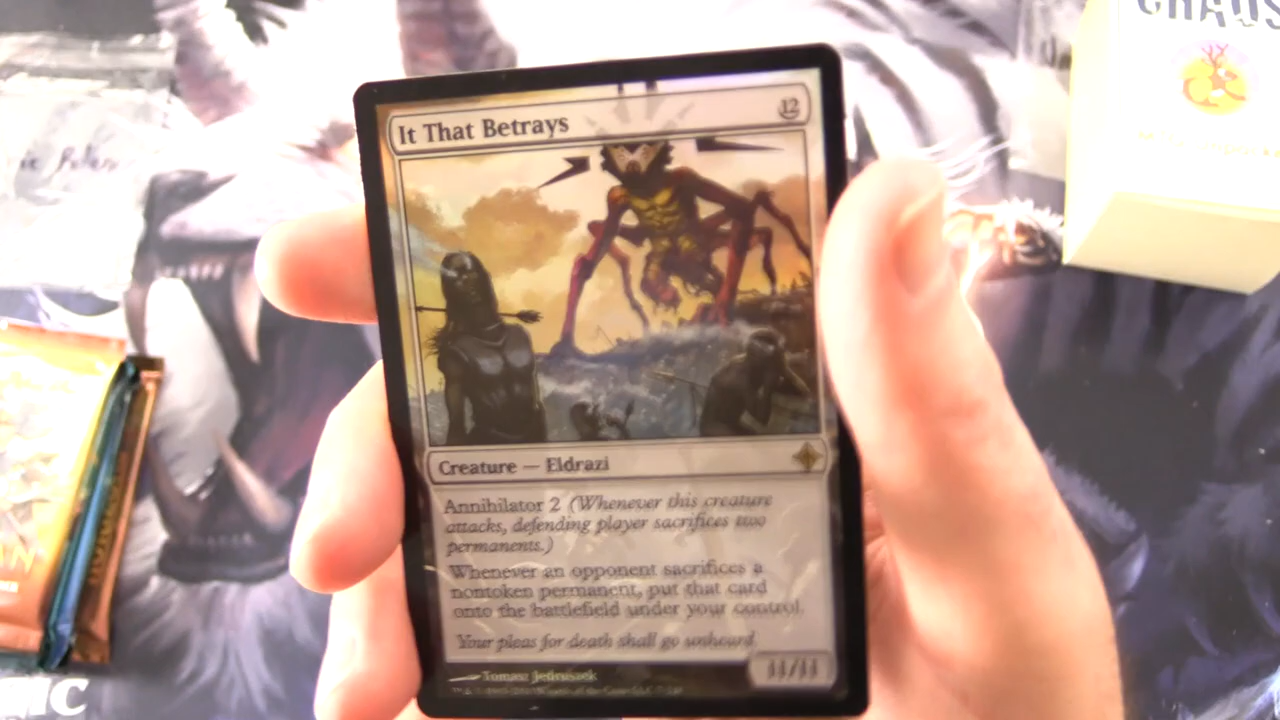 CHAOS
It That Betrays
12
Creature — Eldrazi
Annihilator 2 (Whenever this creature
attacks, defending player sacrifices two
permanents.)
Whenever an opponent sacrifices a
nontoken permanent, put that card
onto the battlefield under your control.
Your pleas for death shall go unheard.
11/11
Tomasz Jedruszek